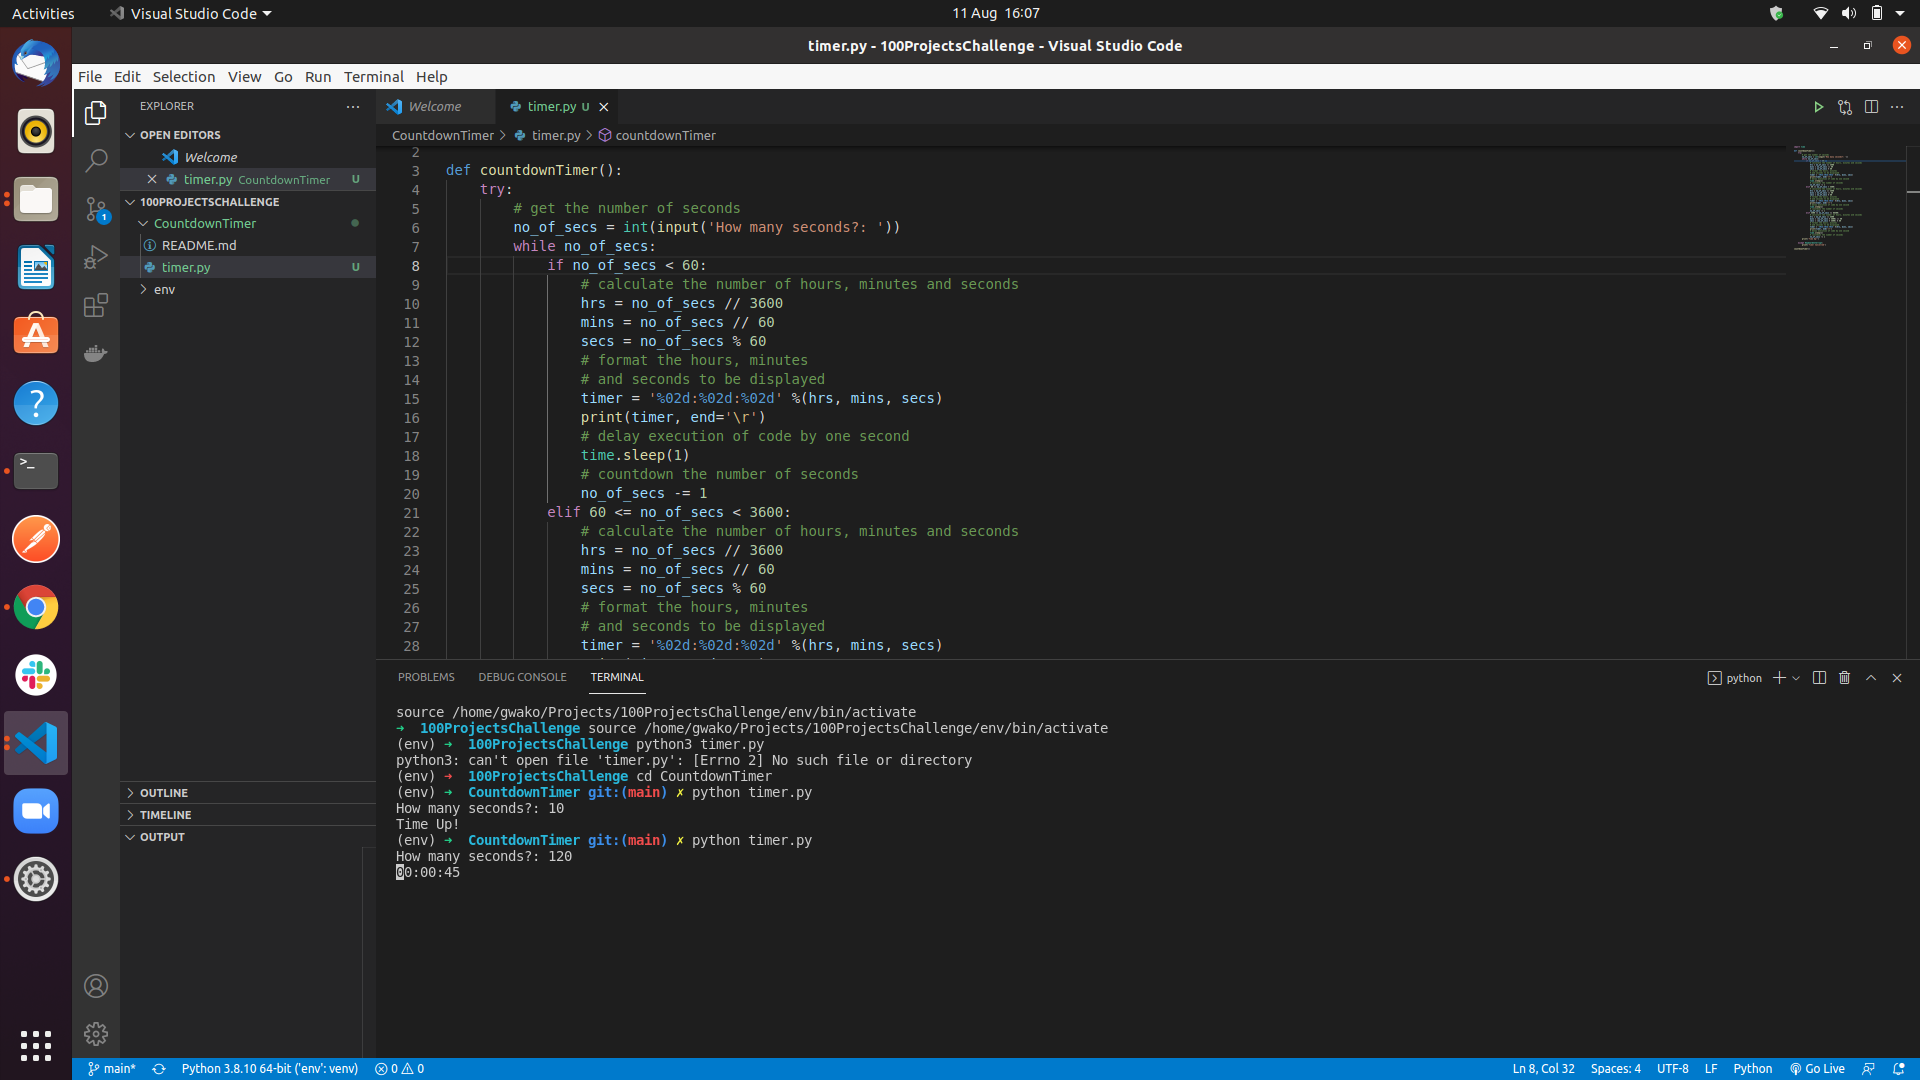 Activities
Visual Studio Code
11 Aug 16:07
timer.py - 100ProjectsChallenge - Visual Studio Code
File Edit Selection View Go Run Terminal Help
EXPLORER
OPEN EDITORS
Welcome
timer.py CountdownTimer U
100PROJECTSCHALLENGE
CountdownTimer
README.md
timer.py U
env
OUTLINE
TIMELINE
OUTPUT
1
Welcome
timer.py U
CountdownTimer > timer.py > countdownTimer
2
3 def countdownTimer():
4 try:
5 # get the number of seconds
6 no_of_secs = int(input('How many seconds?: '))
7 while no_of_secs:
8 if no_of_secs < 60:
9 # calculate the number of hours, minutes and seconds
10 hrs = no_of_secs // 3600
11 mins = no_of_secs // 60
12 secs = no_of_secs % 60
13 # format the hours, minutes
14 # and seconds to be displayed
15 timer = '%02d:%02d:%02d' %(hrs, mins, secs)
16 print(timer, end='\r')
17 # delay execution of code by one second
18 time.sleep(1)
19 # countdown the number of seconds
20 no_of_secs -= 1
21 elif 60 <= no_of_secs < 3600:
22 # calculate the number of hours, minutes and seconds
23 hrs = no_of_secs // 3600
24 mins = no_of_secs // 60
25 secs = no_of_secs % 60
26 # format the hours, minutes
27 # and seconds to be displayed
28 timer = '%02d:%02d:%02d' %(hrs, mins, secs)
PROBLEMS DEBUG CONSOLE TERMINAL
python
source /home/gwako/Projects/100ProjectsChallenge/env/bin/activate
➜ 100ProjectsChallenge source /home/gwako/Projects/100ProjectsChallenge/env/bin/activate
(env) ➜ 100ProjectsChallenge python3 timer.py
python3: can't open file 'timer.py': [Errno 2] No such file or directory
(env) ➜ 100ProjectsChallenge cd CountdownTimer
(env) ➜ CountdownTimer git:(main) ✗ python timer.py
How many seconds?: 10
Time Up!
(env) ➜ CountdownTimer git:(main) ✗ python timer.py
How many seconds?: 120
00:00:45
main* Python 3.8.10 64-bit ('env': venv) 0 0
Ln 8, Col 32 Spaces: 4 UTF-8 LF Python Go Live